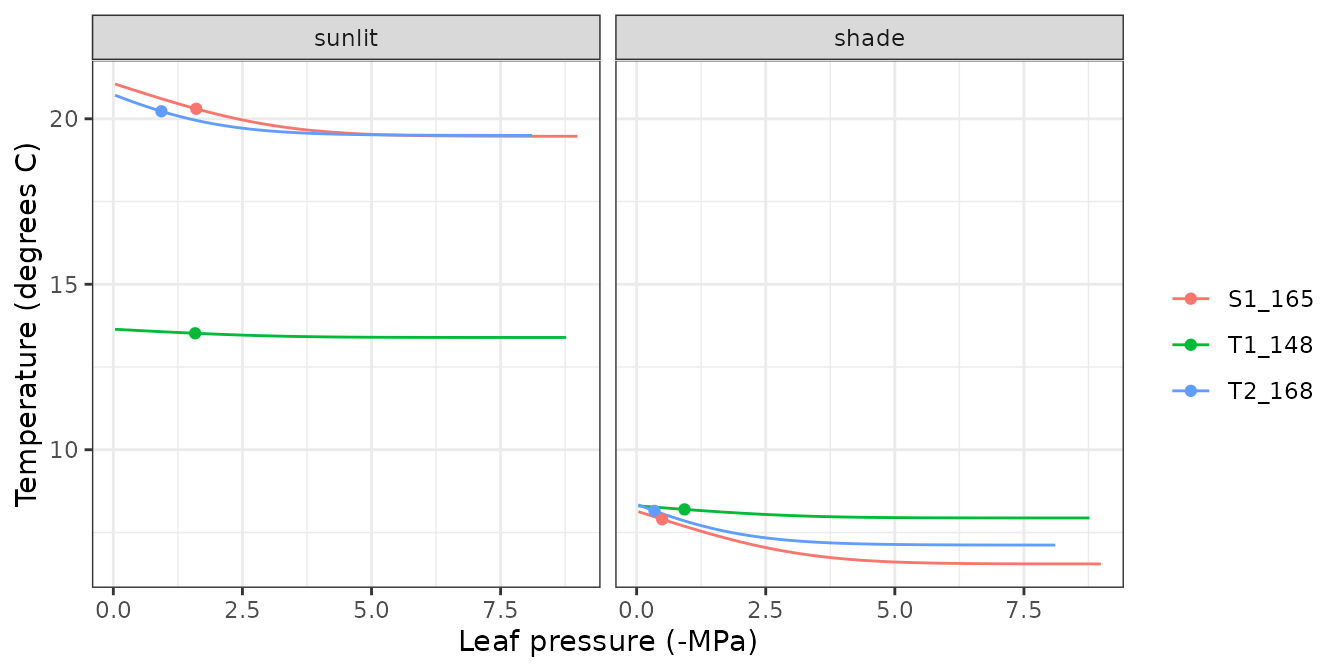 sunlit
shade
Temperature (degrees C)
20
15
10
0.0 2.5 5.0 7.5
0.0 2.5 5.0 7.5
Leaf pressure (-MPa)
S1_165
T1_148
T2_168